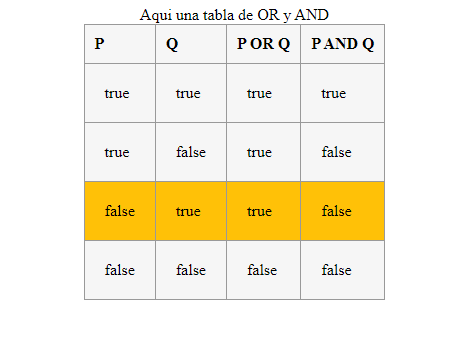 Aqui una tabla de OR y AND
P Q P OR Q P AND Q
true true true true
true false true false
false true true false
false false false false